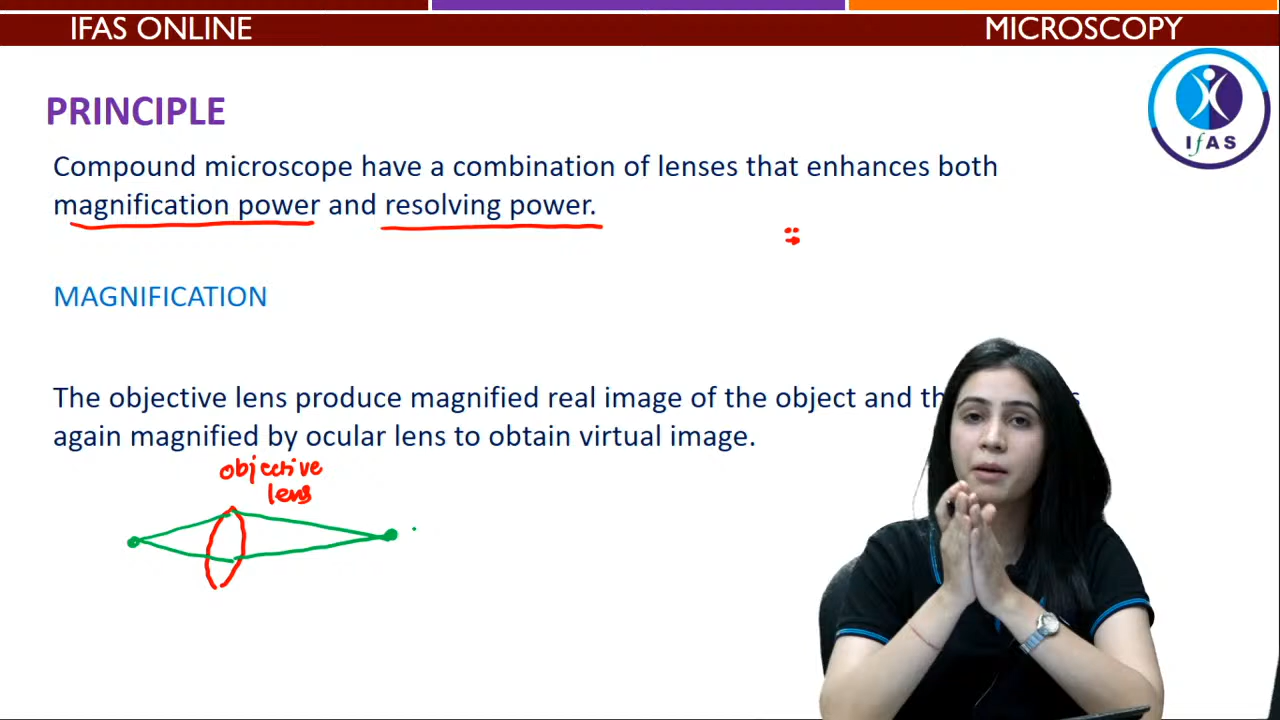 IFAS ONLINE
MICROSCOPY
IfAS
PRINCIPLE
Compound microscope have a combination of lenses that enhances both
magnification power and resolving power.
MAGNIFICATION
The objective lens produce magnified real image of the object and
again magnified by ocular lens to obtain virtual image.
objective
lens